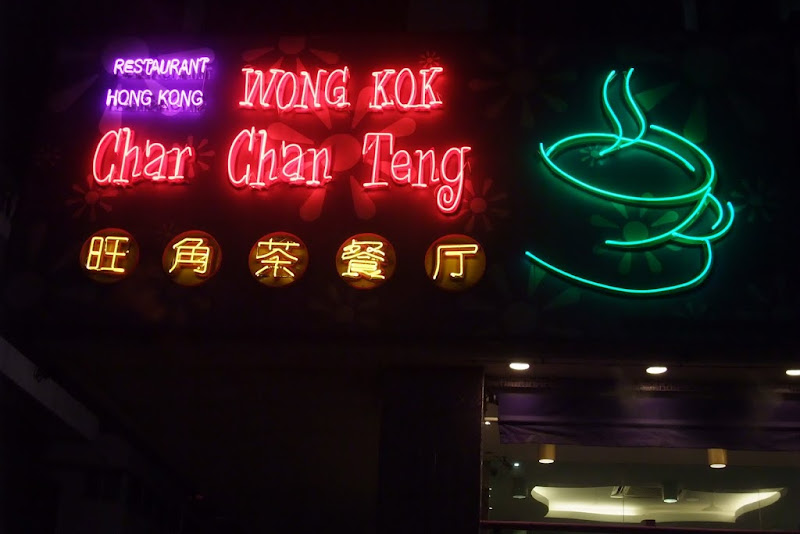 RESTAURANT
HONG KONG
WONG KOK
Char Chan Teng
旺角茶餐厅